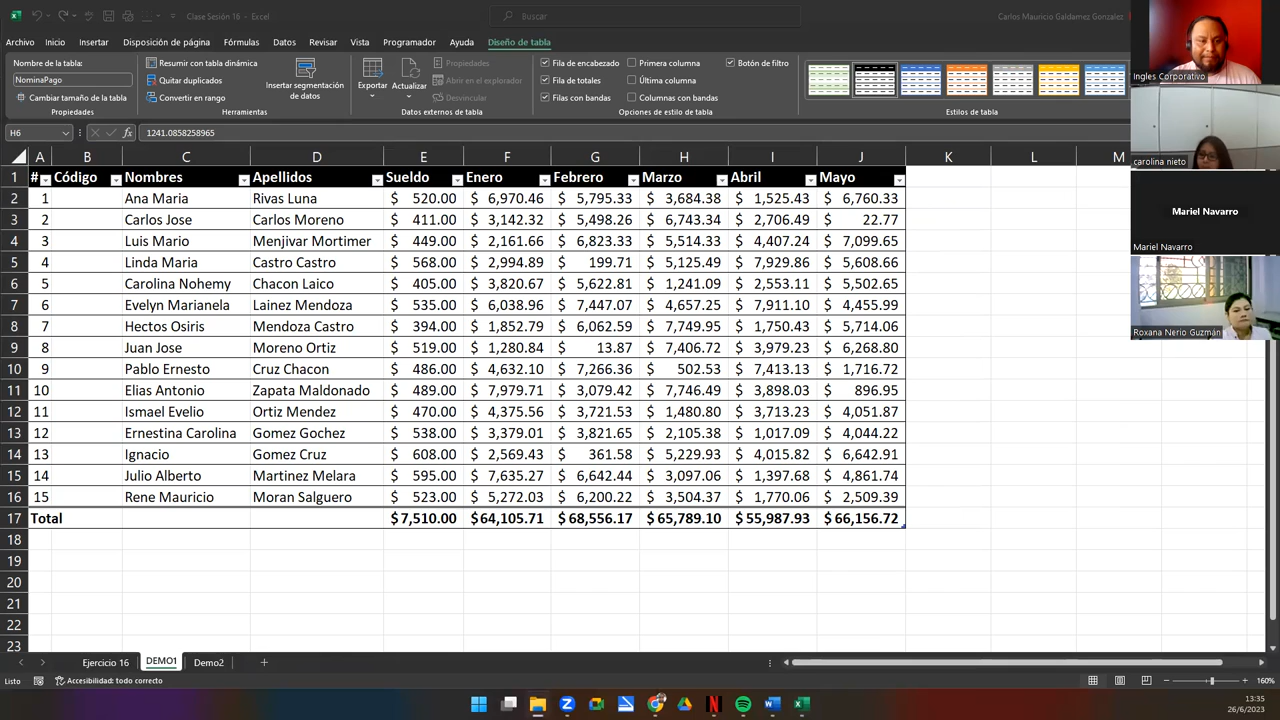 Clase Sesión 16 - Excel
Buscar
Carlos Mauricio Galdamez Gonzalez
Archivo Inicio Insertar Disposición de página Fórmulas Datos Revisar Vista Programador Ayuda Diseño de tabla
Nombre de la tabla:
NominaPago
Cambiar tamaño de la tabla
Propiedades
Resumir con tabla dinámica
Quitar duplicados
Convertir en rango
Herramientas
Insertar segmentación
de datos
Exportar
Actualizar
Propiedades
Abrir en el explorador
Desvincular
Datos externos de tabla
Fila de encabezado Primera columna Botón de filtro
Fila de totales Última columna
Filas con bandas Columnas con bandas
Opciones de estilo de tabla
Estilos de tabla
H6 fx 1241.0858258965
A B C D E F G H I J K L M
1 # Código Nombres Apellidos Sueldo Enero Febrero Marzo Abril Mayo
2 1 Ana Maria Rivas Luna $ 520.00 $ 6,970.46 $ 5,795.33 $ 3,684.38 $ 1,525.43 $ 6,760.33
3 2 Carlos Jose Carlos Moreno $ 411.00 $ 3,142.32 $ 5,498.26 $ 6,743.34 $ 2,706.49 $ 22.77
4 3 Luis Mario Menjivar Mortimer $ 449.00 $ 2,161.66 $ 6,823.33 $ 5,514.33 $ 4,407.24 $ 7,099.65
5 4 Linda Maria Castro Castro $ 568.00 $ 2,994.89 $ 199.71 $ 5,125.49 $ 7,929.86 $ 5,608.66
6 5 Carolina Nohemy Chacon Laico $ 405.00 $ 3,820.67 $ 5,622.81 $ 1,241.09 $ 2,553.11 $ 5,502.65
7 6 Evelyn Marianela Lainez Mendoza $ 535.00 $ 6,038.96 $ 7,447.07 $ 4,657.25 $ 7,911.10 $ 4,455.99
8 7 Hectos Osiris Mendoza Castro $ 394.00 $ 1,852.79 $ 6,062.59 $ 7,749.95 $ 1,750.43 $ 5,714.06
9 8 Juan Jose Moreno Ortiz $ 519.00 $ 1,280.84 $ 13.87 $ 7,406.72 $ 3,979.23 $ 6,268.80
10 9 Pablo Ernesto Cruz Chacon $ 486.00 $ 4,632.10 $ 7,266.36 $ 502.53 $ 7,413.13 $ 1,716.72
11 10 Elias Antonio Zapata Maldonado $ 489.00 $ 7,979.71 $ 3,079.42 $ 7,746.49 $ 3,898.03 $ 896.95
12 11 Ismael Evelio Ortiz Mendez $ 470.00 $ 4,375.56 $ 3,721.53 $ 1,480.80 $ 3,713.23 $ 4,051.87
13 12 Ernestina Carolina Gomez Gochez $ 538.00 $ 3,379.01 $ 3,821.65 $ 2,105.38 $ 1,017.09 $ 4,044.22
14 13 Ignacio Gomez Cruz $ 608.00 $ 2,569.43 $ 361.58 $ 5,229.93 $ 4,015.82 $ 6,642.91
15 14 Julio Alberto Martinez Melara $ 595.00 $ 7,635.27 $ 6,642.44 $ 3,097.06 $ 1,397.68 $ 4,861.74
16 15 Rene Mauricio Moran Salguero $ 523.00 $ 5,272.03 $ 6,200.22 $ 3,504.37 $ 1,770.06 $ 2,509.39
17 Total $ 7,510.00 $ 64,105.71 $ 68,556.17 $ 65,789.10 $ 55,987.93 $ 66,156.72
18
19
20
21
22
23
Ingles Corporativo
carolina nieto
Mariel Navarro
Mariel Navarro
Roxana Nerio Guzmán
Ejercicio 16 DEMO1 Demo2
Listo Accesibilidad: todo correcto 160%
13:35
26/6/2023